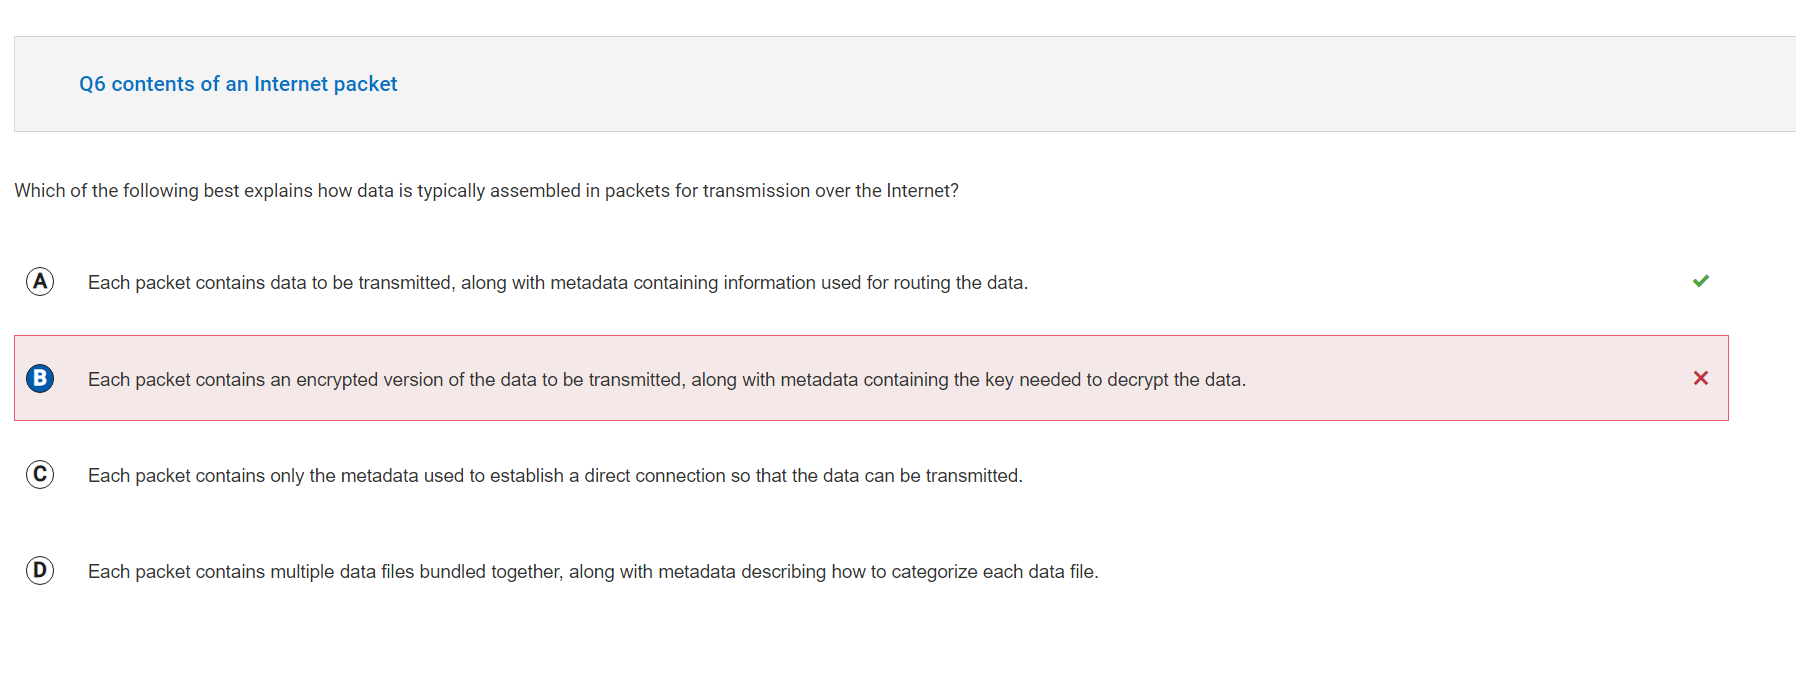 Q6 contents of an Internet packet
Which of the following best explains how data is typically assembled in packets for transmission over the Internet?
A Each packet contains data to be transmitted, along with metadata containing information used for routing the data.
B Each packet contains an encrypted version of the data to be transmitted, along with metadata containing the key needed to decrypt the data.
C Each packet contains only the metadata used to establish a direct connection so that the data can be transmitted.
D Each packet contains multiple data files bundled together, along with metadata describing how to categorize each data file.